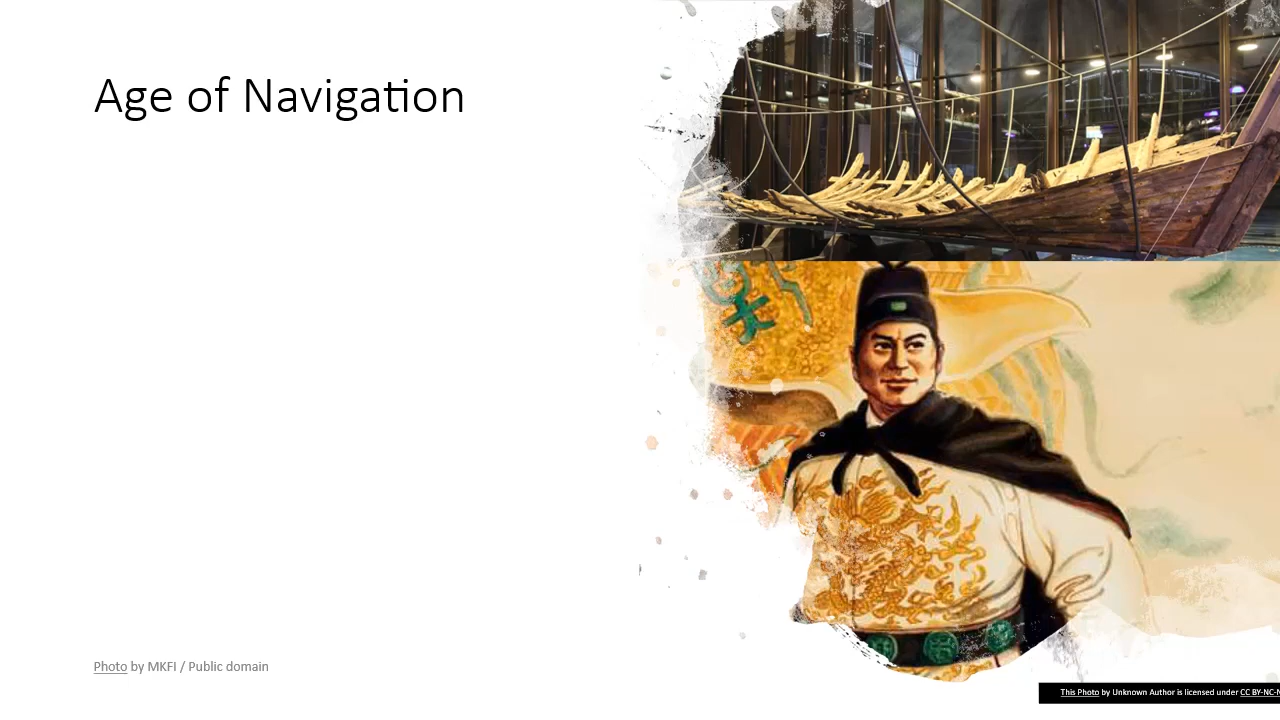 Age of Navigation
Photo by MKFI / Public domain
This Photo by Unknown Author is licensed under CC BY-NC-